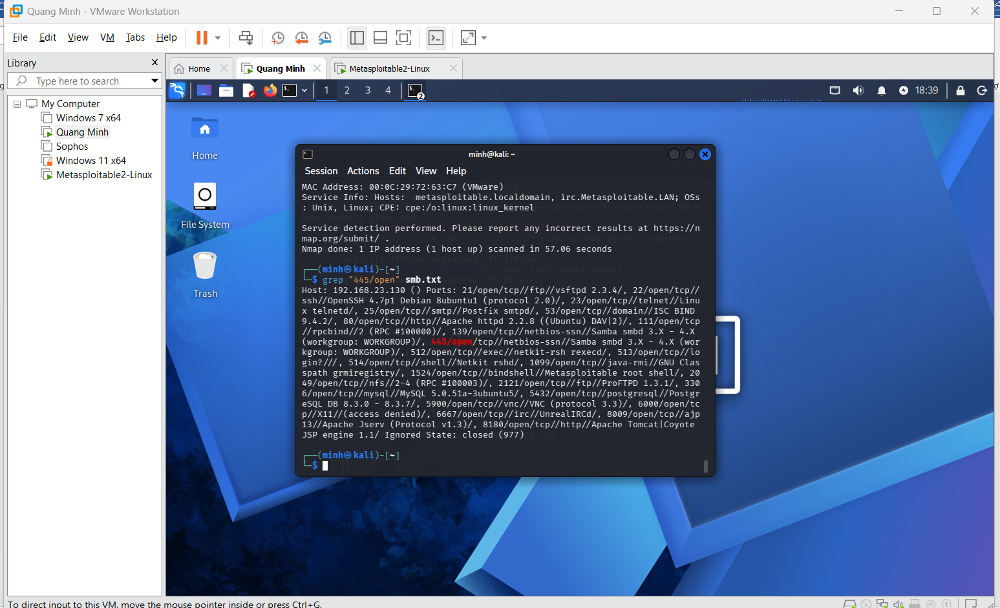 Quang Minh - VMware Workstation
File Edit View VM Tabs Help
Library
Type here to search
My Computer
Windows 7 x64
Quang Minh
Sophos
Windows 11 x64
Metasploitable2-Linux
Home
Quang Minh
Metasploitable2-Linux
1 2 3 4
2
18:39
Home
File System
Trash
minh@kali: ~
Session Actions Edit View Help
MAC Address: 00:0C:29:72:63:C7 (VMware)
Service Info: Hosts:  metasploitable.localdomain, irc.Metasploitable.LAN; OSs
: Unix, Linux; CPE: cpe:/o:linux:linux_kernel
Service detection performed. Please report any incorrect results at https://n
map.org/submit/ .
Nmap done: 1 IP address (1 host up) scanned in 57.06 seconds
┌──(minh㉿kali)-[~]
└─$ grep "445/open" smb.txt
Host: 192.168.23.130 () Ports: 21/open/tcp//ftp//vsftpd 2.3.4/, 22/open/tcp//
ssh//OpenSSH 4.7p1 Debian 8ubuntu1 (protocol 2.0)/, 23/open/tcp//telnet//Linu
x telnetd/, 25/open/tcp//smtp//Postfix smtpd/, 53/open/tcp//domain//ISC BIND
9.4.2/, 80/open/tcp//http//Apache httpd 2.2.8 ((Ubuntu) DAV|2)/, 111/open/tcp
//rpcbind//2 (RPC #100000)/, 139/open/tcp//netbios-ssn//Samba smbd 3.X - 4.X
(workgroup: WORKGROUP)/, 445/open/tcp//netbios-ssn//Samba smbd 3.X - 4.X (wor
kgroup: WORKGROUP)/, 512/open/tcp//exec//netkit-rsh rexecd/, 513/open/tcp//lo
gin?///, 514/open/tcp//shell//Netkit rshd/, 1099/open/tcp//java-rmi//GNU Clas
spath grmiregistry/, 1524/open/tcp//bindshell//Metasploitable root shell/, 20
49/open/tcp//nfs//2-4 (RPC #100003)/, 2121/open/tcp//ftp//ProFTPD 1.3.1/, 330
6/open/tcp//mysql//MySQL 5.0.51a-3ubuntu5/, 5432/open/tcp//postgresql//Postgr
eSQL DB 8.3.0 - 8.3.7/, 5900/open/tcp//vnc//VNC (protocol 3.3)/, 6000/open/tc
p//X11//(access denied)/, 6667/open/tcp//irc//UnrealIRCd/, 8009/open/tcp//ajp
13//Apache Jserv (Protocol v1.3)/, 8180/open/tcp//http//Apache Tomcat|Coyote
JSP engine 1.1/ Ignored State: closed (977)
┌──(minh㉿kali)-[~]
└─$
To direct input to this VM, move the mouse pointer inside or press Ctrl+G.